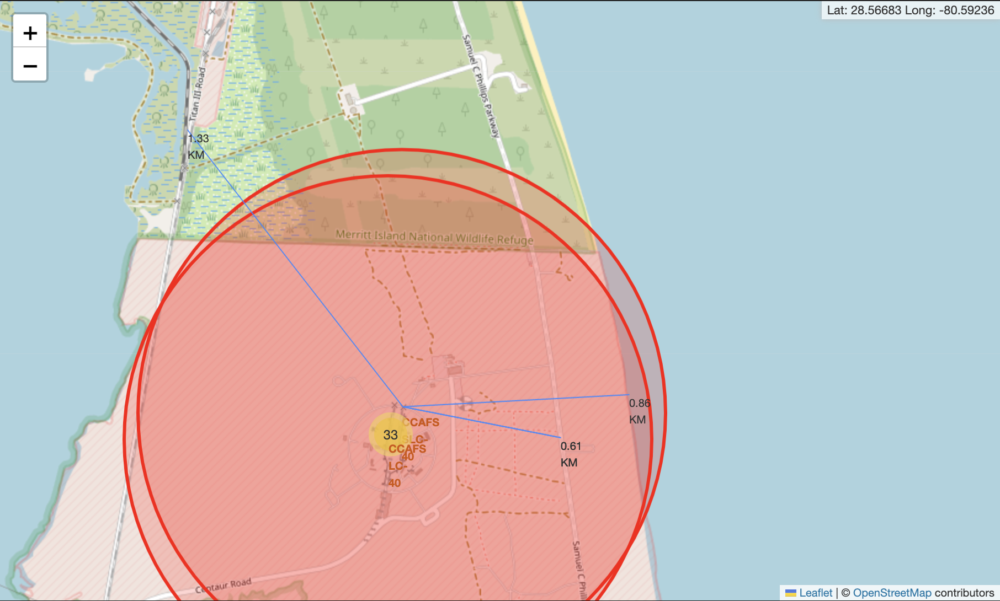 +
−
Lat: 28.56683 Long: -80.59236
Titan III Road
Samuel C Phillips Parkway
1.33
KM
Merritt Island National Wildlife Refuge
0.86
KM
33
CCAFS
SLC-
40
CCAFS
LC-
40
0.61
KM
Samuel C Phill
Centaur Road
Leaflet | © OpenStreetMap contributors